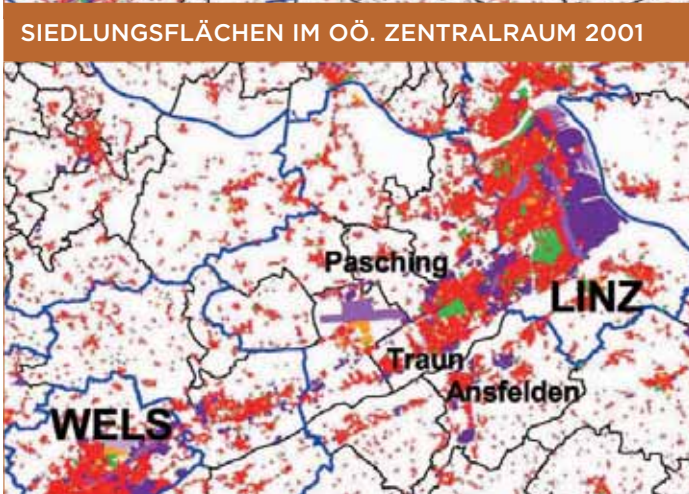 SIEDLUNGSFLÄCHEN IM OÖ. ZENTRALRAUM 2001
Pasching
LINZ
Traun
Ansfelden
WELS